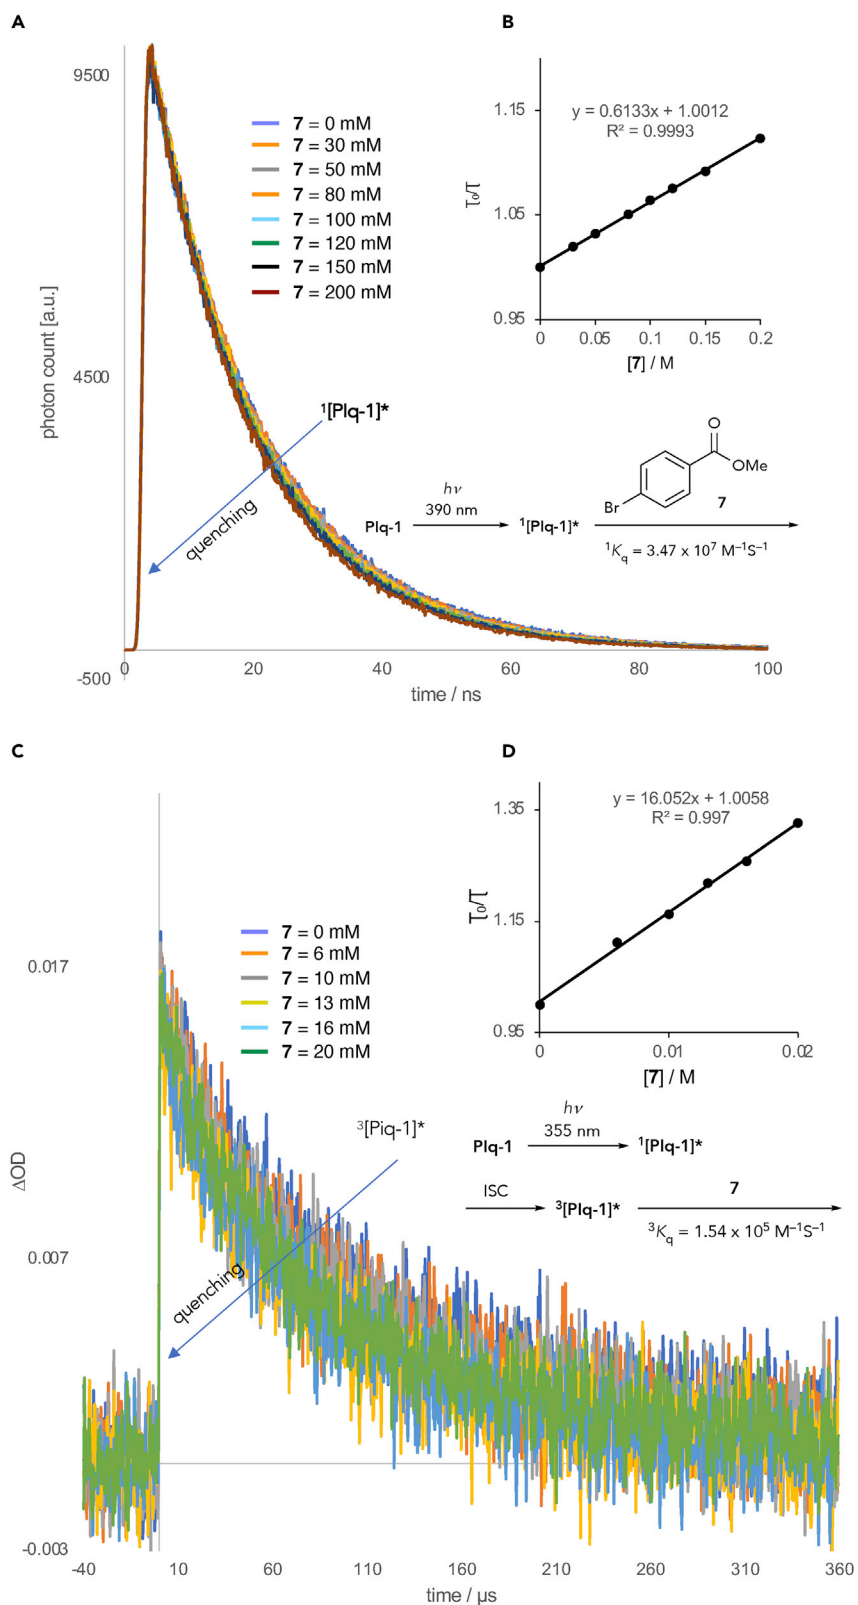 A
9500
4500
-500
photon count [a.u.]
7 = 0 mM
7 = 30 mM
7 = 50 mM
7 = 80 mM
7 = 100 mM
7 = 120 mM
7 = 150 mM
7 = 200 mM
¹[PIq-1]*
quenching
0 20 40 60 80 100
time / ns
B
1.15
1.05
0.95
τ₀/τ
y = 0.6133x + 1.0012
R² = 0.9993
0 0.05 0.1 0.15 0.2
[7] / M
PIq-1
hν
390 nm
¹[PIq-1]*
O
OMe
Br
7
¹Kq = 3.47 x 10⁷ M⁻¹S⁻¹
C
0.017
0.007
-0.003
ΔOD
7 = 0 mM
7 = 6 mM
7 = 10 mM
7 = 13 mM
7 = 16 mM
7 = 20 mM
³[Piq-1]*
quenching
-40 10 60 110 160 210 260 310 360
time / µs
D
1.35
1.15
0.95
τ₀/τ
y = 16.052x + 1.0058
R² = 0.997
0 0.01 0.02
[7] / M
PIq-1
hν
355 nm
¹[PIq-1]*
ISC
³[PIq-1]*
7
³Kq = 1.54 x 10⁵ M⁻¹S⁻¹